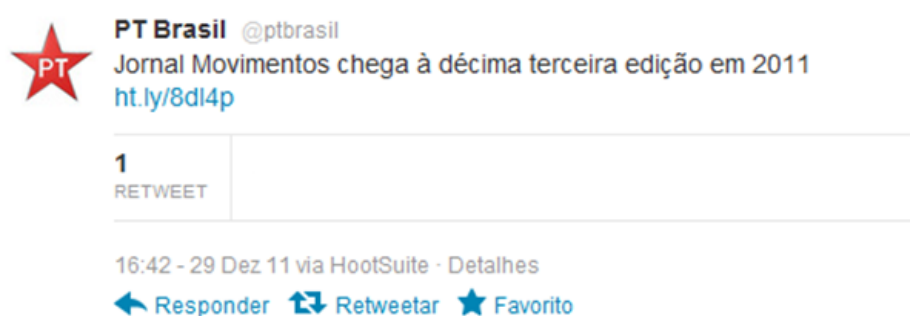 PT Brasil @ptbrasil
PT
Jornal Movimentos chega à décima terceira edição em 2011
ht.ly/8dl4p
1
RETWEET
16:42 - 29 Dez 11 via HootSuite · Detalhes
Responder Retweetar Favorito